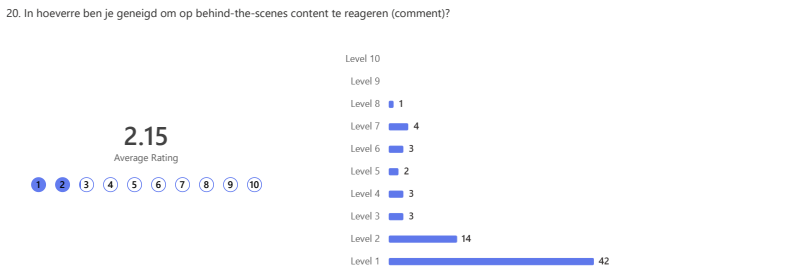 20. In hoeverre ben je geneigd om op behind-the-scenes content te reageren (comment)?
2.15
Average Rating
1 2 3 4 5 6 7 8 9 10
Level 10
Level 9
Level 8 1
Level 7 4
Level 6 3
Level 5 2
Level 4 3
Level 3 3
Level 2 14
Level 1 42